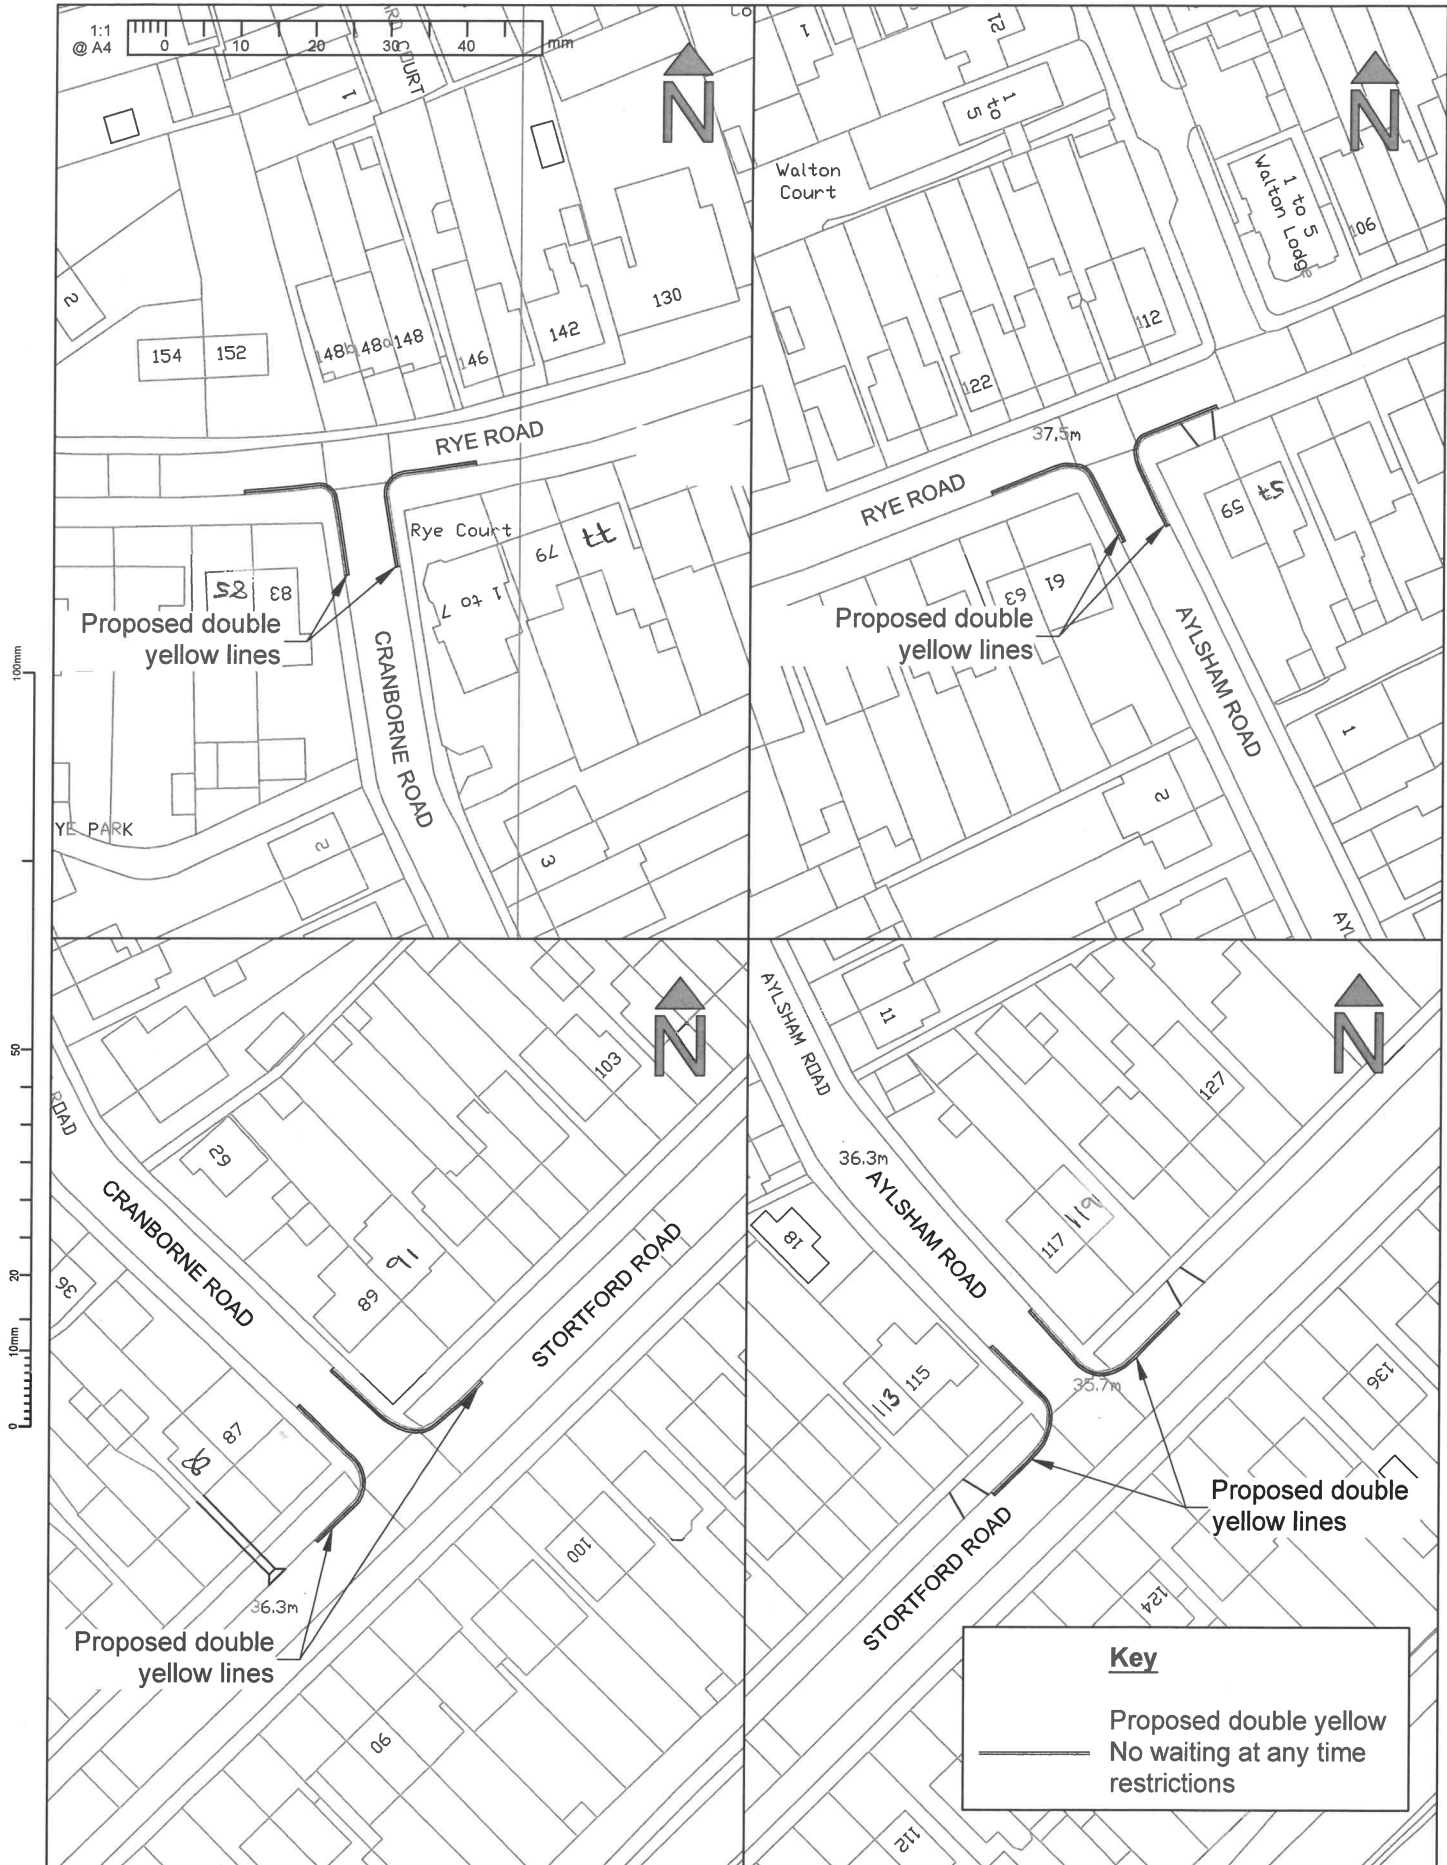 1:1
@ A4
0 10 20 30 40 mm
N
1
2
154 152
148b 148a 148
146
142
130
RYE ROAD
Rye Court
1 to 7
79 77
85 83
Proposed double
yellow lines
CRANBORNE ROAD
YE PARK
2
3
N
1
21
1
to
5
Walton
Court
1 to 5
Walton Lodge
106
112
122
37.5m
RYE ROAD
59 57
63 61
Proposed double
yellow lines
AYLSHAM ROAD
1
2
AYL
100mm
50
20
10mm
0
N
ROAD
103
29
CRANBORNE ROAD
36
89 91
STORTFORD ROAD
87
100
36.3m
Proposed double
yellow lines
90
N
AYLSHAM ROAD
11
127
36.3m
AYLSHAM ROAD
18
117 119
113 115
35.7m
136
Proposed double
yellow lines
STORTFORD ROAD
124
112
Key
Proposed double yellow
No waiting at any time
restrictions